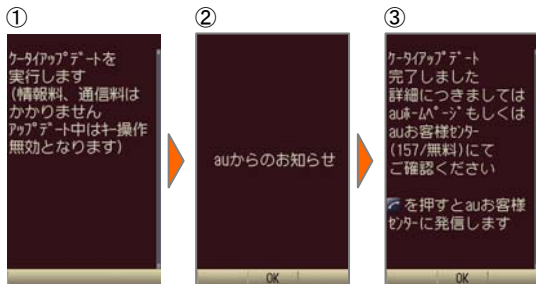 ①
ｹｰﾀｲｱｯﾌﾟﾃﾞｰﾄを
実行します
(情報料、通信料は
かかりません
ｱｯﾌﾟﾃﾞｰﾄ中はｷｰ操作
無効となります)
②
auからのお知らせ
OK
③
ｹｰﾀｲｱｯﾌﾟﾃﾞｰﾄ
完了しました
詳細につきましては
auﾎｰﾑﾍﾟｰｼﾞもしくは
auお客様ｾﾝﾀｰ
(157/無料)にて
ご確認ください
を押すとauお客様
ｾﾝﾀｰに発信します
OK